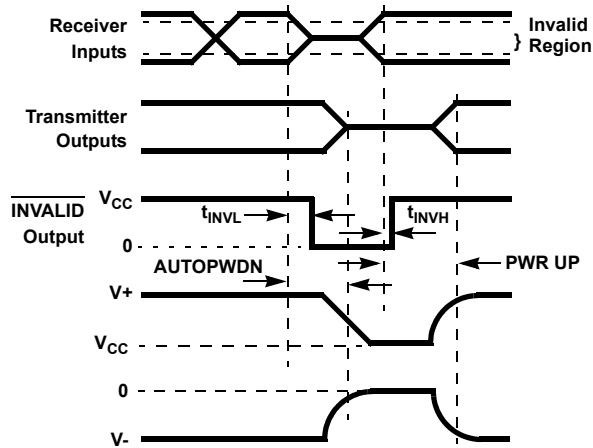 Receiver
Inputs
} Invalid
Region
Transmitter
Outputs
INVALID
Output
VCC
0
tINVL
tINVH
AUTOPWDN
PWR UP
V+
VCC
0
V-